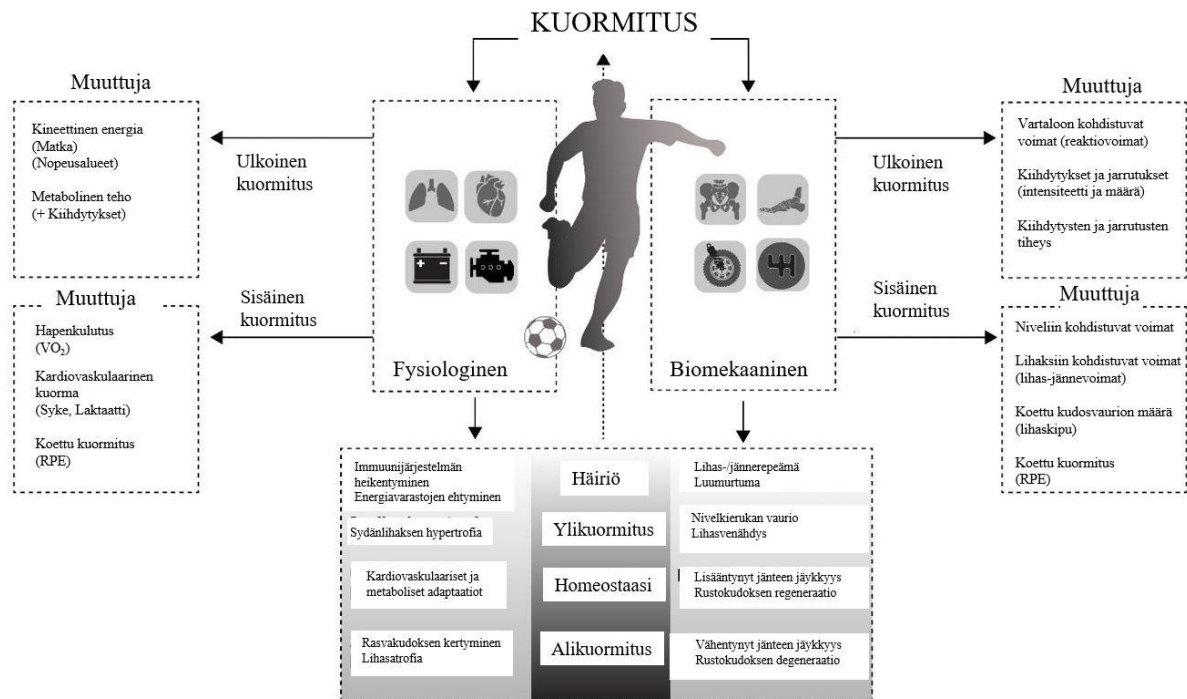 KUORMITUS
Muuttuja
Kineettinen energia
(Matka)
(Nopeusalueet)
Metabolinen teho
(+ Kiihdytykset)
Ulkoinen
kuormitus
Muuttuja
Hapenkulutus
(VO₂)
Kardiovaskulaarinen
kuorma
(Syke, Laktaatti)
Koettu kuormitus
(RPE)
Sisäinen
kuormitus
Fysiologinen
Biomekaaninen
Ulkoinen
kuormitus
Muuttuja
Vartaloon kohdistuvat
voimat (reaktiovoimat)
Kiihdytykset ja jarrutukset
(intensiteetti ja määrä)
Kiihdytysten ja jarrutusten
tiheys
Sisäinen
kuormitus
Muuttuja
Niveliin kohdistuvat voimat
Lihaksiin kohdistuvat voimat
(lihas-jännevoimat)
Koettu kudosvaurion määrä
(lihaskipu)
Koettu kuormitus
(RPE)
Immuunijärjestelmän
heikentyminen
Energiavarastojen ehtyminen
Häiriö
Lihas-/jännerepeämä
Luumurtuma
Sydänlihaksen hypertrofia
Ylikuormitus
Nivelkierukan vaurio
Lihasvenähdys
Kardiovaskulaariset ja
metaboliset adaptaatiot
Homeostaasi
Lisääntynyt jänteen jäykkyys
Rustokudoksen regeneraatio
Rasvakudoksen kertyminen
Lihasatrofia
Alikuormitus
Vähentynyt jänteen jäykkyys
Rustokudoksen degeneraatio